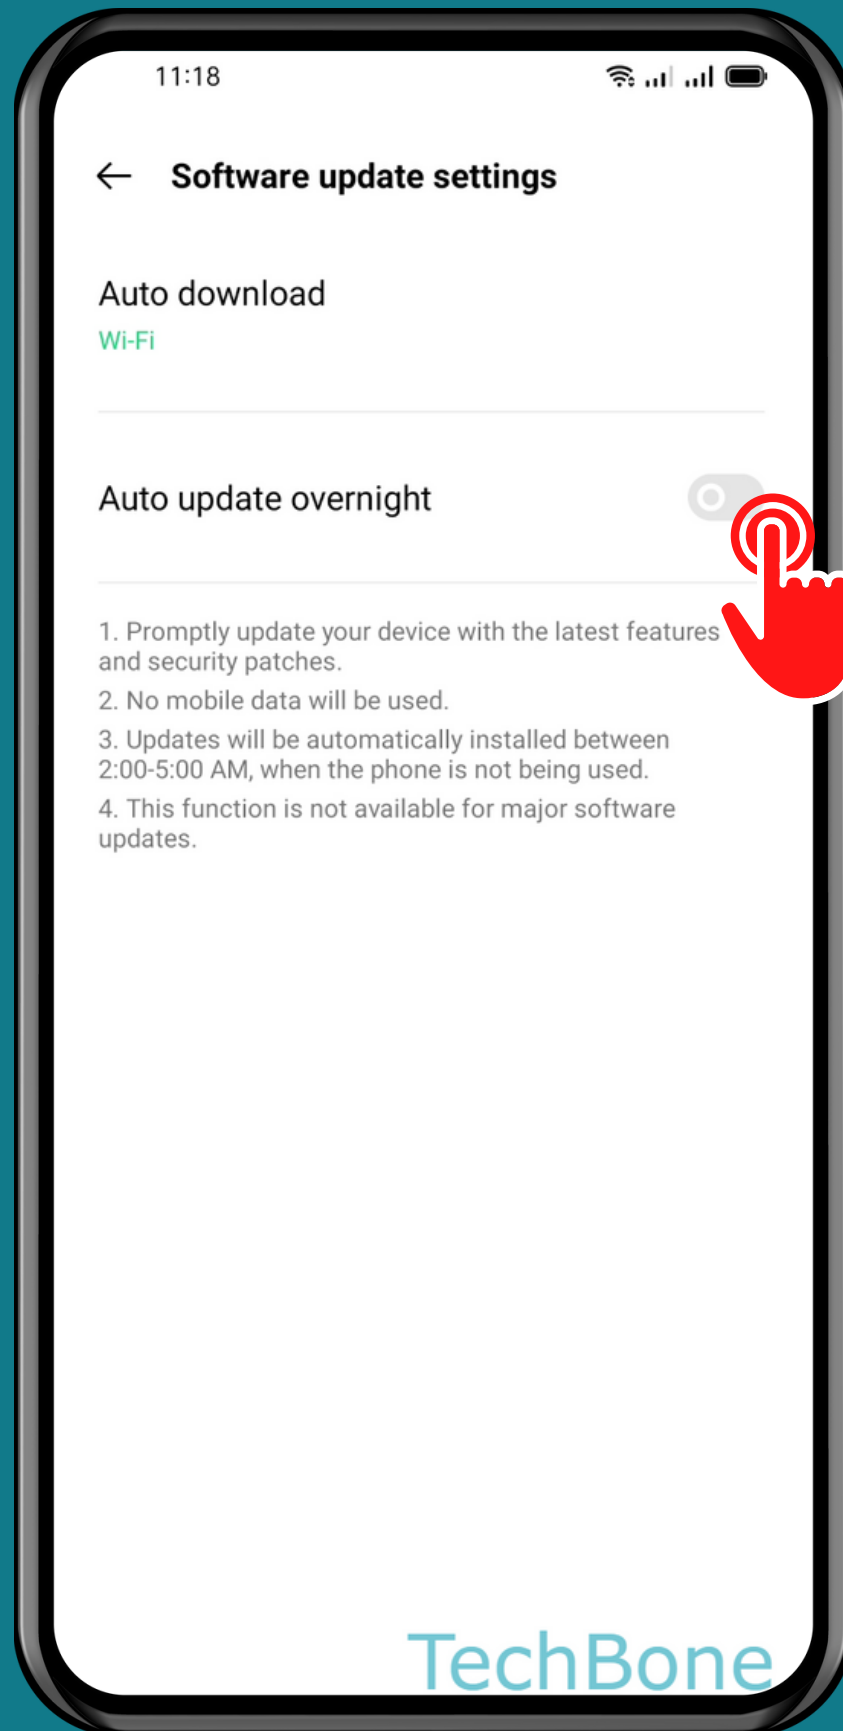 11:18
Software update settings
Auto download
Wi-Fi
Auto update overnight
1. Promptly update your device with the latest features
and security patches.
2. No mobile data will be used.
3. Updates will be automatically installed between
2:00-5:00 AM, when the phone is not being used.
4. This function is not available for major software
updates.
TechBone